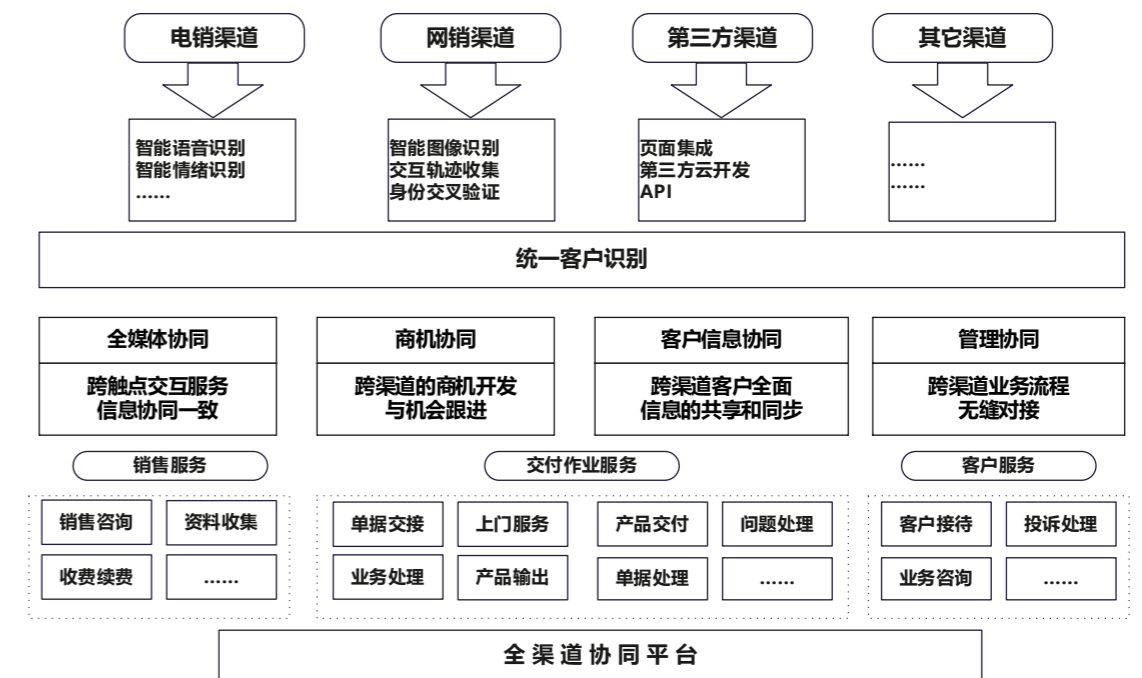 电销渠道
网销渠道
第三方渠道
其它渠道
智能语音识别
智能情绪识别
......
智能图像识别
交互轨迹收集
身份交叉验证
页面集成
第三方云开发
API
......
......
统一客户识别
全媒体协同
跨触点交互服务
信息协同一致
商机协同
跨渠道的商机开发
与机会跟进
客户信息协同
跨渠道客户全面
信息的共享和同步
管理协同
跨渠道业务流程
无缝对接
销售服务
交付作业服务
客户服务
销售咨询
资料收集
收费续费
......
单据交接
上门服务
产品交付
问题处理
业务处理
产品输出
单据处理
......
客户接待
投诉处理
业务咨询
......
全渠道协同平台